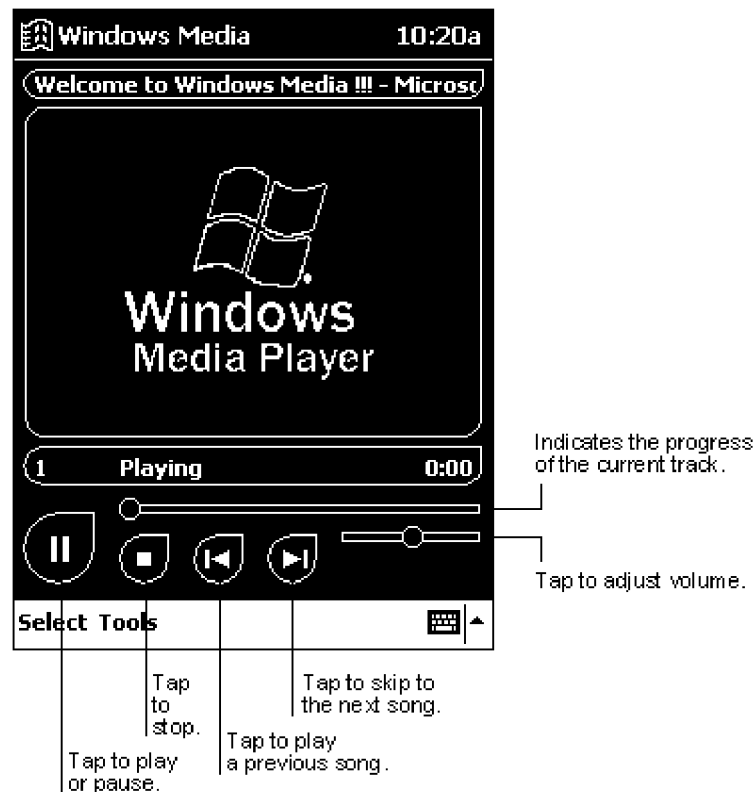 Windows Media 10:20a
Welcome to Windows Media !!! - Microsc
Windows
Media Player
1 Playing 0:00
Indicates the progress
of the current track.
Tap to adjust volume.
Select Tools
Tap
to
stop.
Tap to skip to
the next song.
Tap to play
a previous song.
Tap to play
or pause.